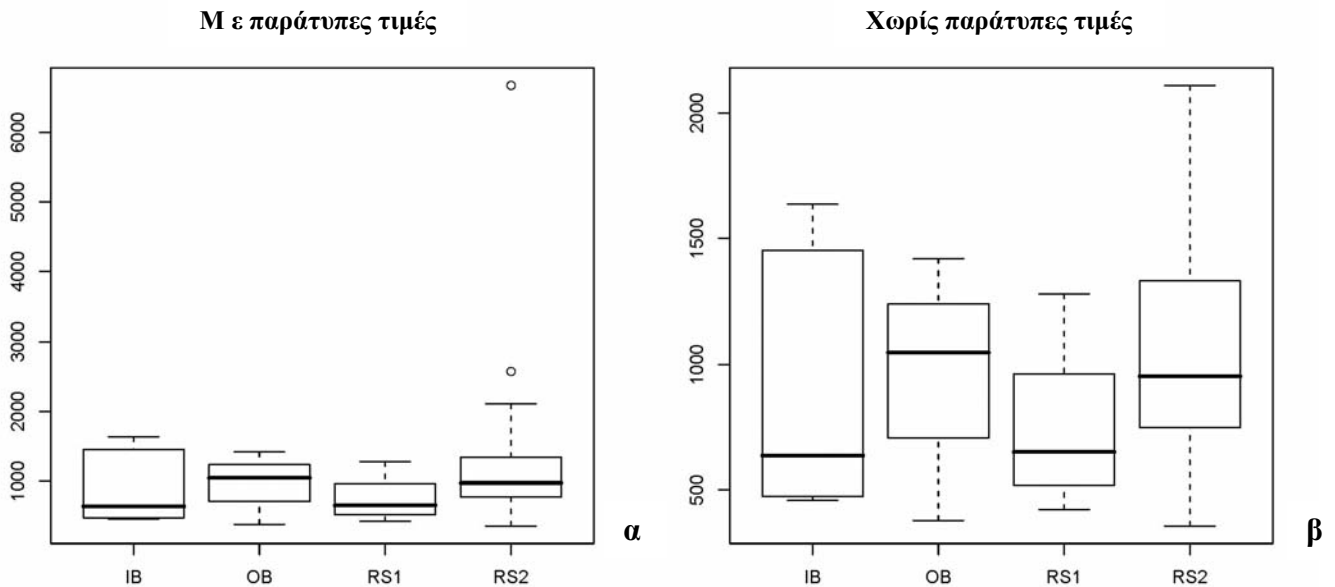 Μ ε παράτυπες τιμές
Χωρίς παράτυπες τιμές
6000
5000
4000
3000
2000
1000
IB
OB
RS1
RS2
α
2000
1500
1000
500
IB
OB
RS1
RS2
β